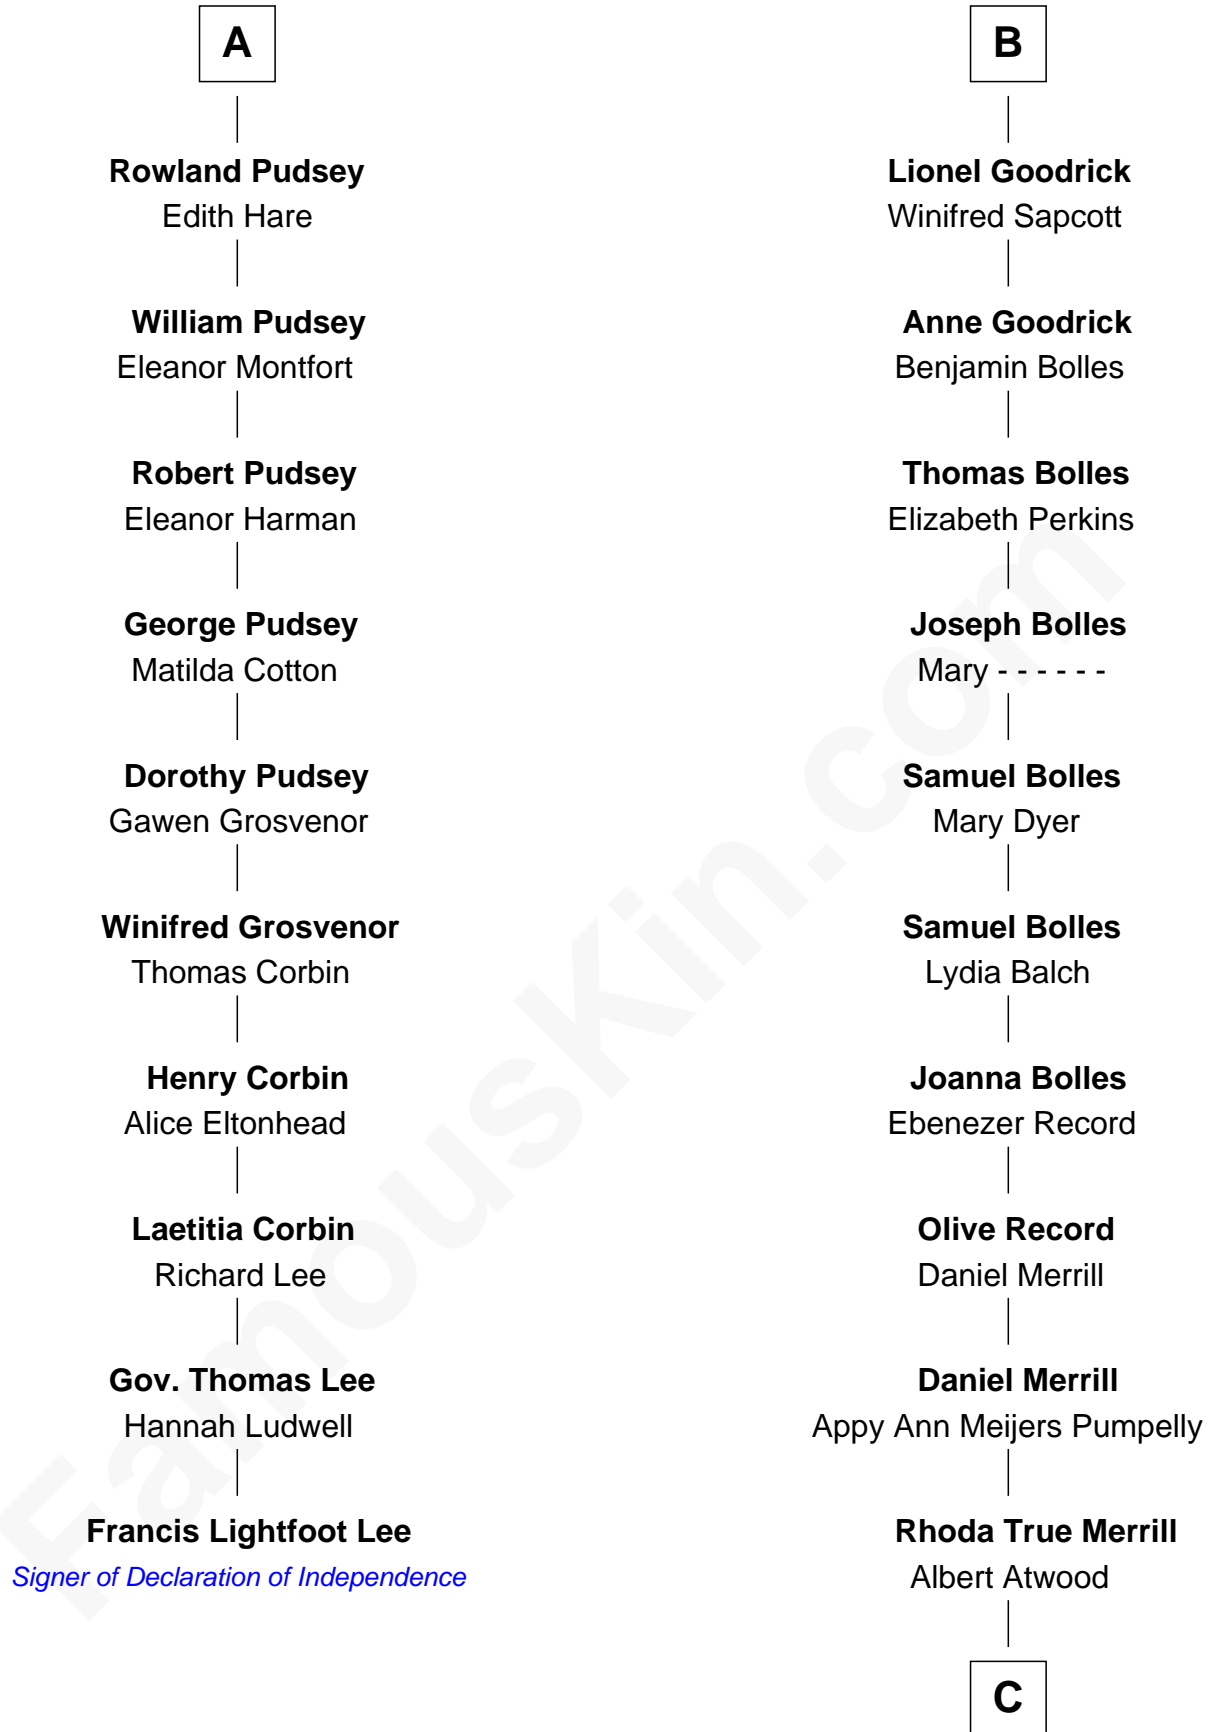 A
Rowland Pudsey
Edith Hare
William Pudsey
Eleanor Montfort
Robert Pudsey
Eleanor Harman
George Pudsey
Matilda Cotton
Dorothy Pudsey
Gawen Grosvenor
Winifred Grosvenor
Thomas Corbin
Henry Corbin
Alice Eltonhead
Laetitia Corbin
Richard Lee
Gov. Thomas Lee
Hannah Ludwell
Francis Lightfoot Lee
Signer of Declaration of Independence
B
Lionel Goodrick
Winifred Sapcott
Anne Goodrick
Benjamin Bolles
Thomas Bolles
Elizabeth Perkins
Joseph Bolles
Mary - - - - - -
Samuel Bolles
Mary Dyer
Samuel Bolles
Lydia Balch
Joanna Bolles
Ebenezer Record
Olive Record
Daniel Merrill
Daniel Merrill
Appy Ann Meijers Pumpelly
Rhoda True Merrill
Albert Atwood
C
FamousKin.com